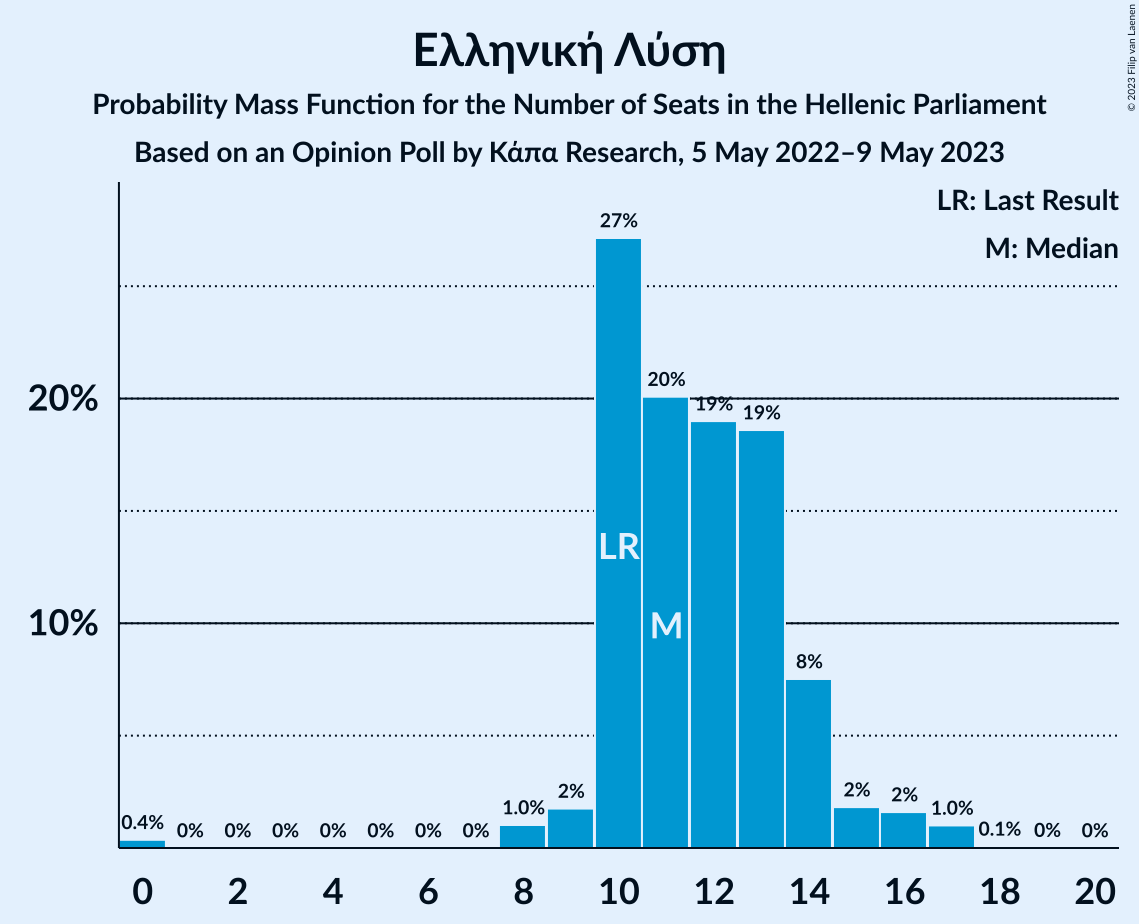 © 2023 Filip van Laenen
Ελληνική Λύση
Probability Mass Function for the Number of Seats in the Hellenic Parliament
Based on an Opinion Poll by Κάπα Research, 5 May 2022–9 May 2023
LR: Last Result
M: Median
27%
20%
20%
19%
19%
LR
M
10%
8%
0.4%
0%
0%
0%
0%
0%
0%
0%
1.0%
2%
2%
2%
1.0%
0.1%
0%
0%
0 2 4 6 8 10 12 14 16 18 20